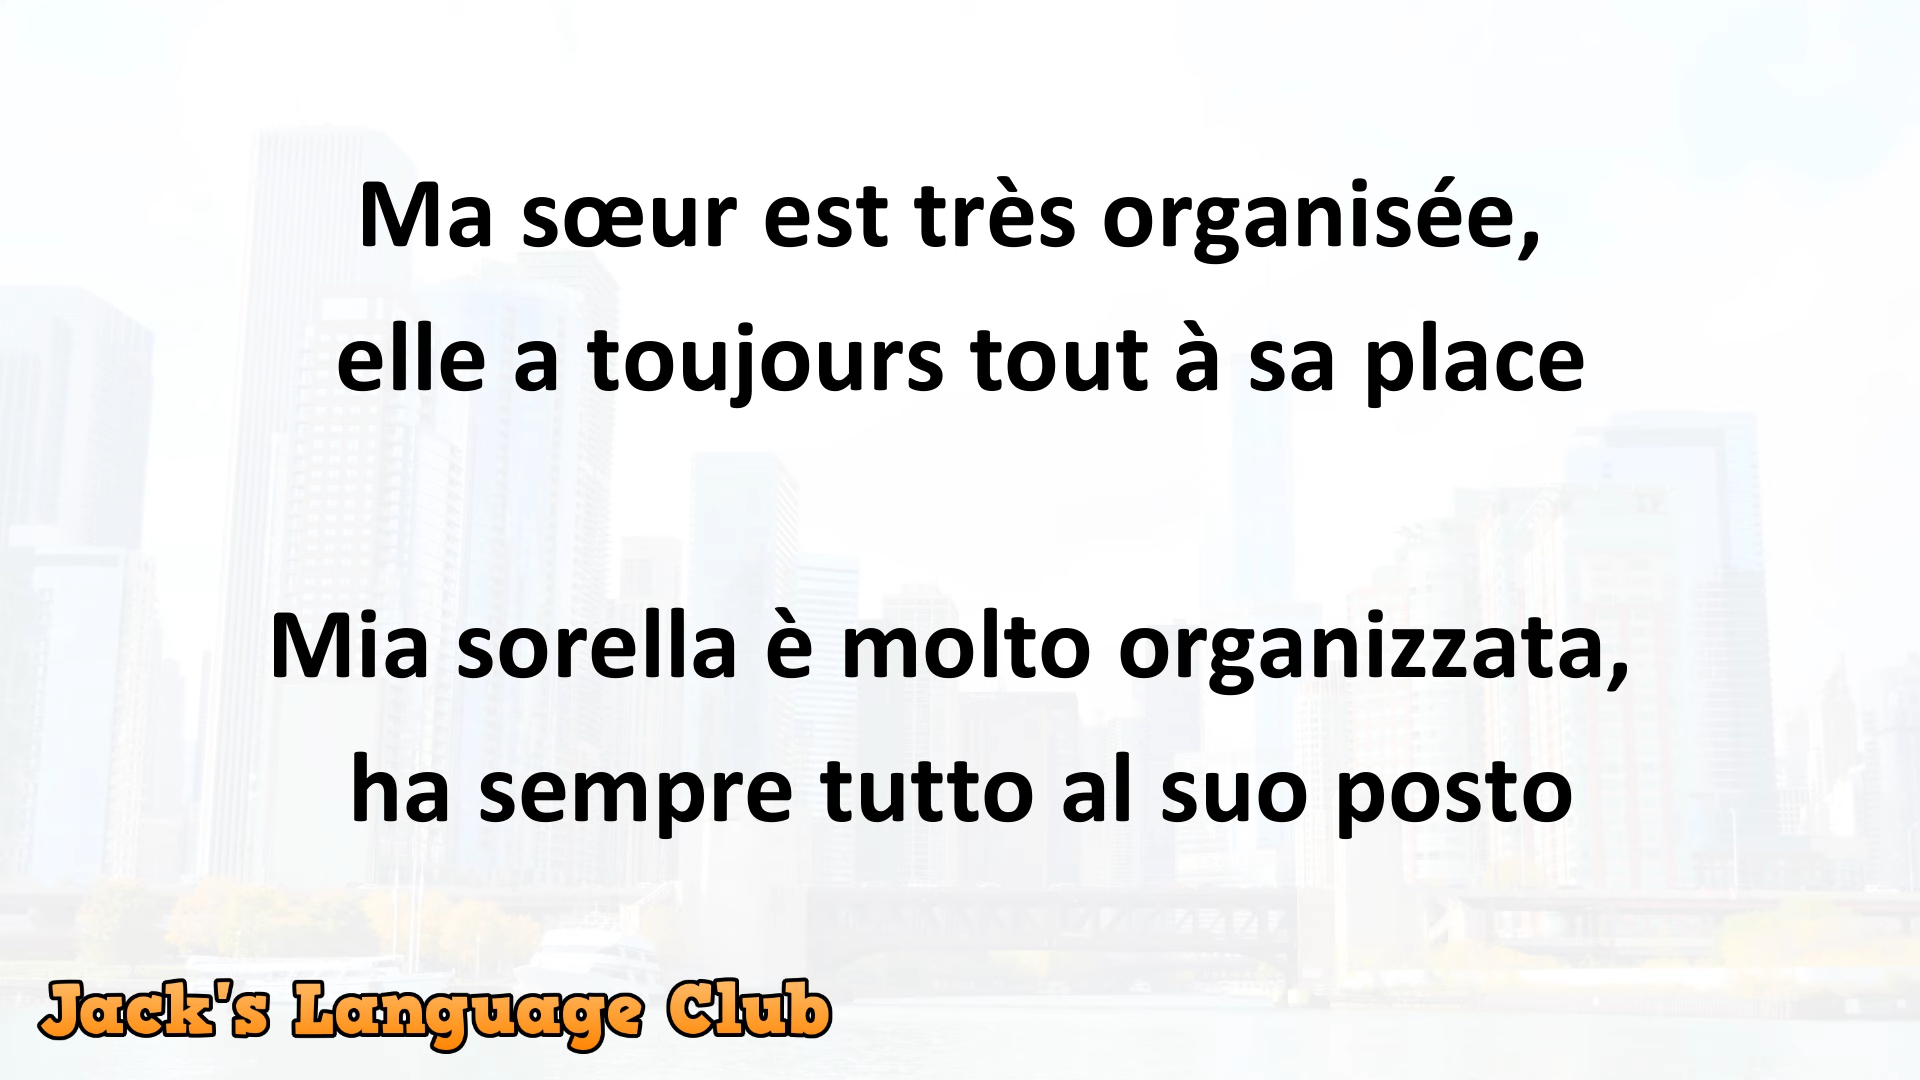 Ma sœur est très organisée,
elle a toujours tout à sa place
Mia sorella è molto organizzata,
ha sempre tutto al suo posto
Jack's Language Club